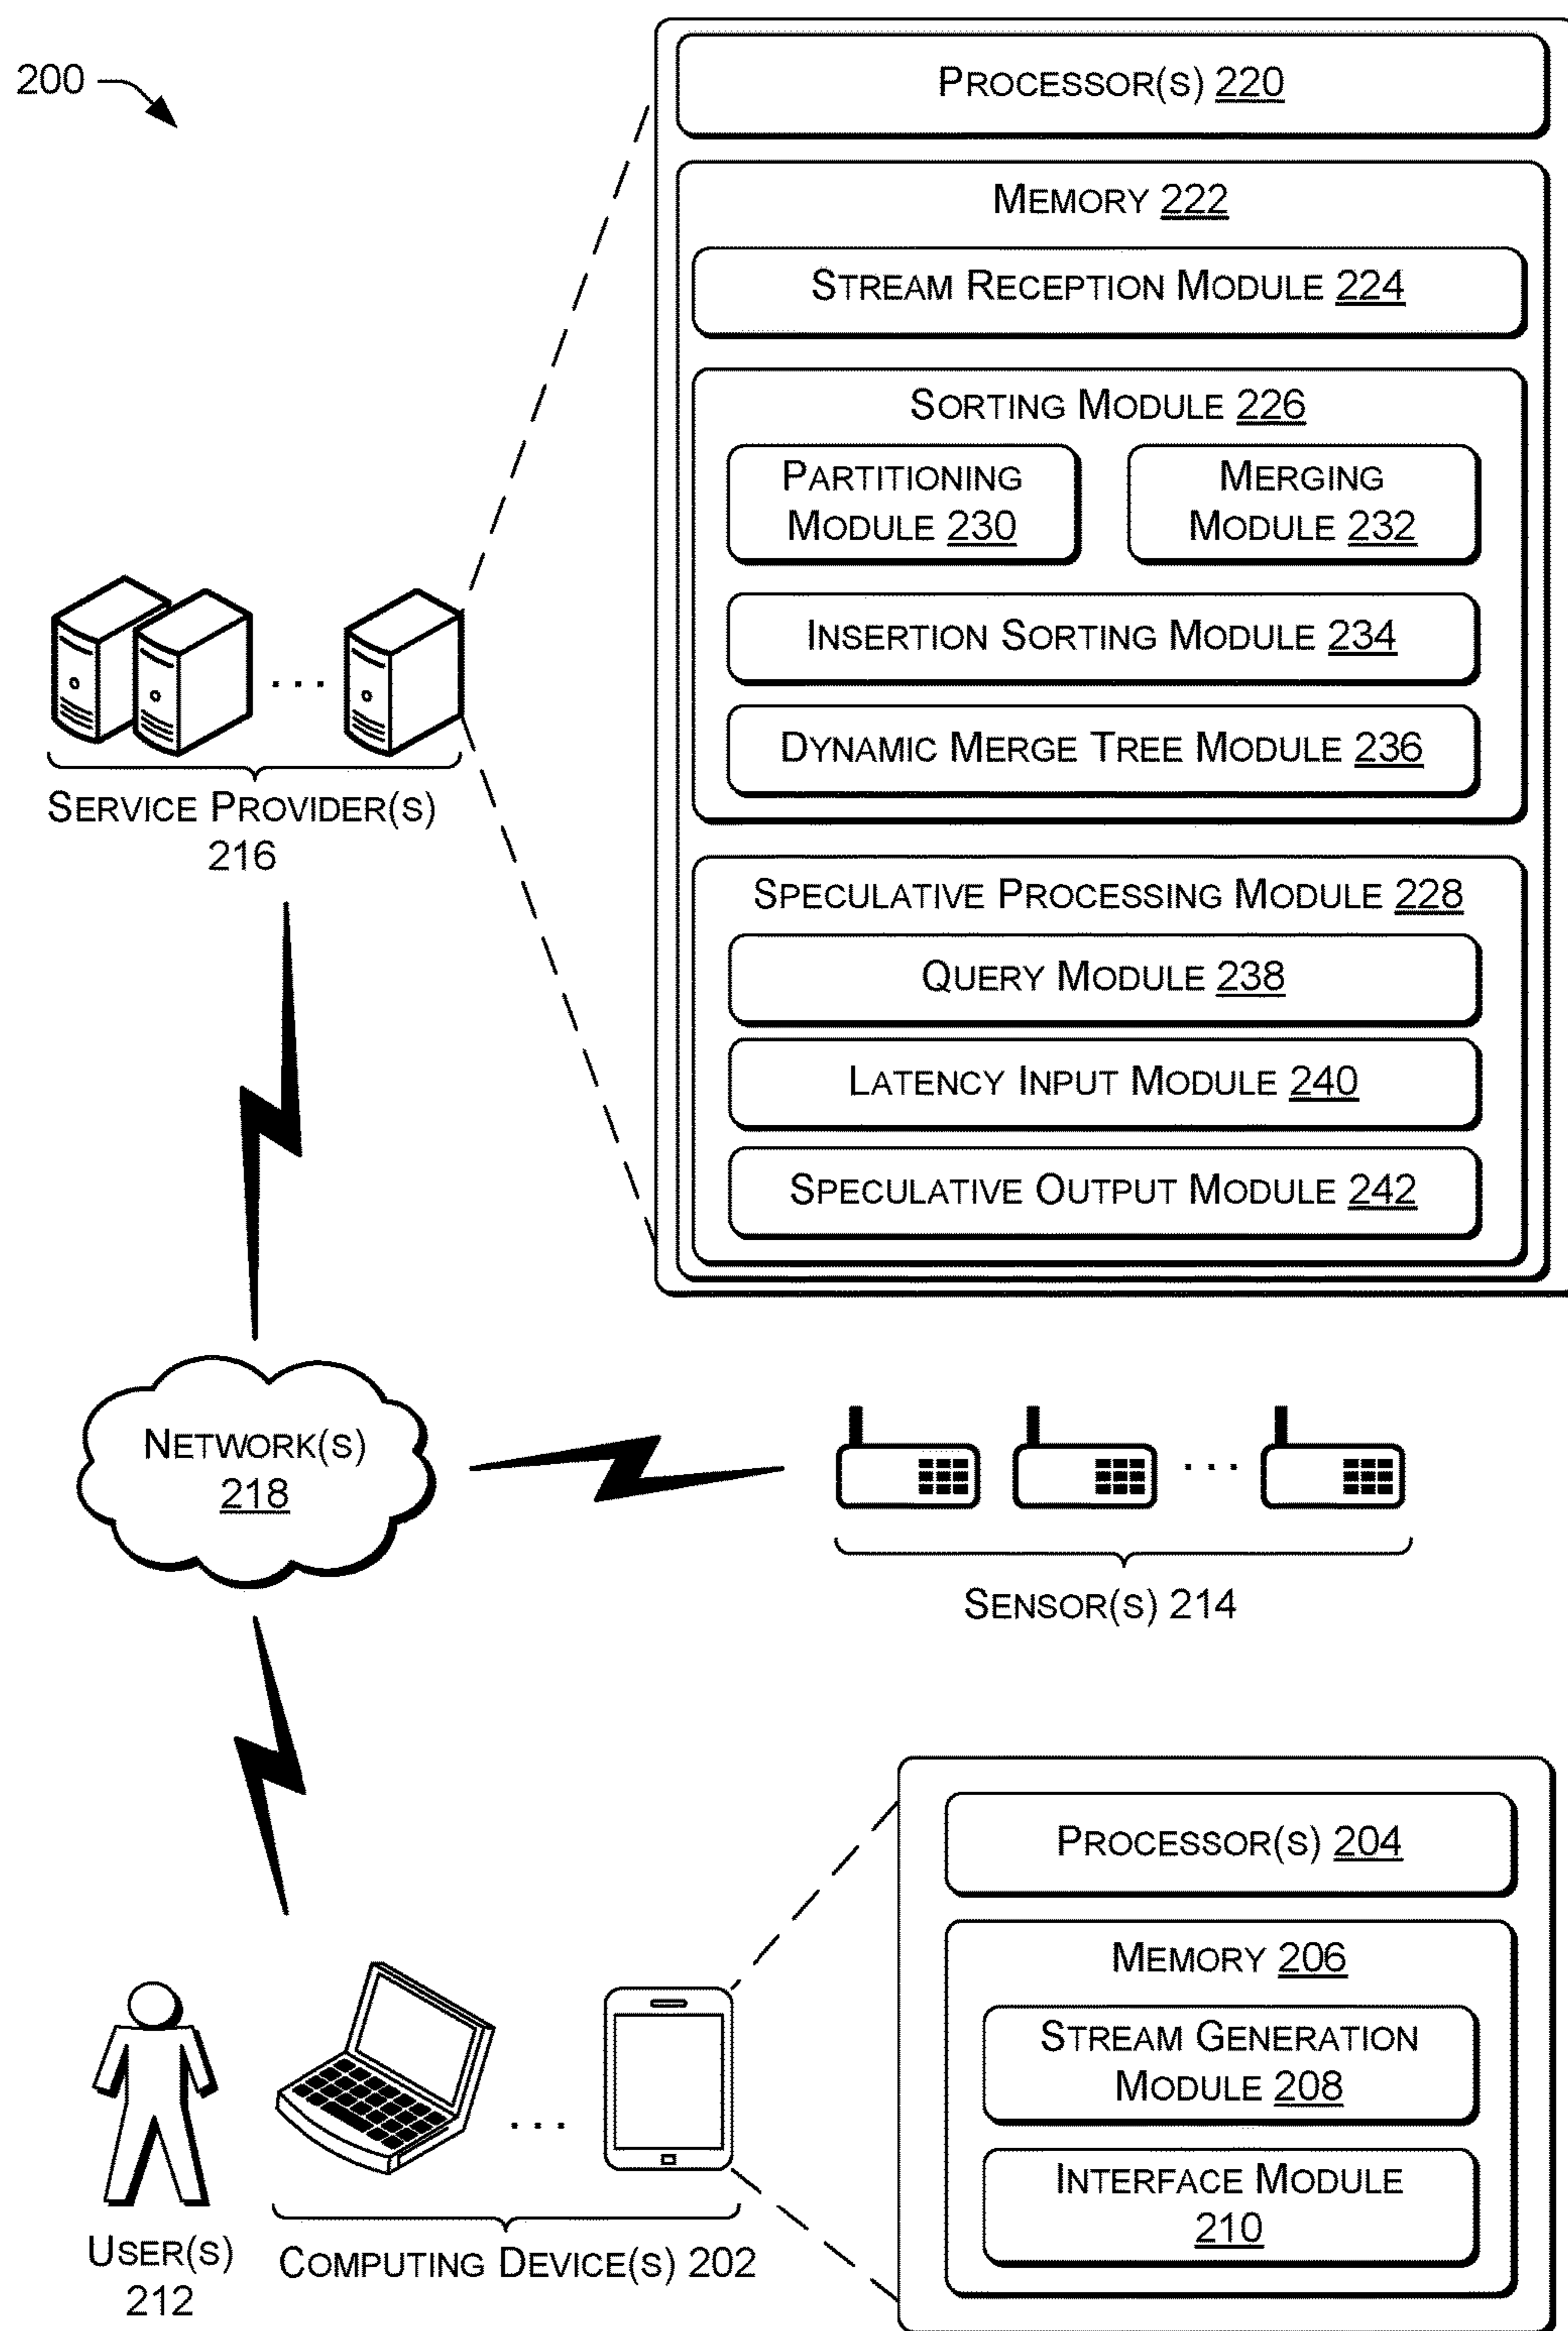 200
PROCESSOR(S) 220
MEMORY 222
STREAM RECEPTION MODULE 224
SORTING MODULE 226
PARTITIONING
MODULE 230
MERGING
MODULE 232
INSERTION SORTING MODULE 234
DYNAMIC MERGE TREE MODULE 236
SPECULATIVE PROCESSING MODULE 228
QUERY MODULE 238
LATENCY INPUT MODULE 240
SPECULATIVE OUTPUT MODULE 242
SERVICE PROVIDER(S)
216
NETWORK(S)
218
SENSOR(S) 214
PROCESSOR(S) 204
MEMORY 206
STREAM GENERATION
MODULE 208
INTERFACE MODULE
210
USER(S)
212
COMPUTING DEVICE(S) 202